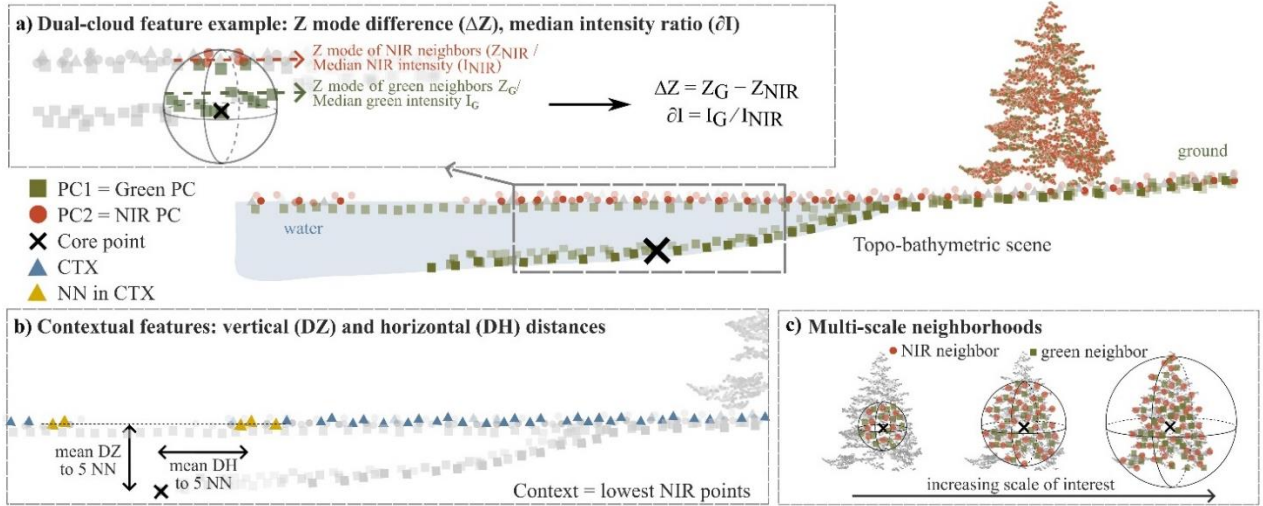 a) Dual-cloud feature example: Z mode difference (ΔZ), median intensity ratio (∂I)
Z mode of NIR neighbors (ZNIR /
Median NIR intensity (INIR)
Z mode of green neighbors ZG/
Median green intensity IG
ΔZ = ZG – ZNIR
∂I = IG / INIR
ground
PC1 = Green PC
PC2 = NIR PC
Core point
CTX
NN in CTX
water
Topo-bathymetric scene
b) Contextual features: vertical (DZ) and horizontal (DH) distances
mean DZ
to 5 NN
mean DH
to 5 NN
Context = lowest NIR points
c) Multi-scale neighborhoods
NIR neighbor
green neighbor
increasing scale of interest